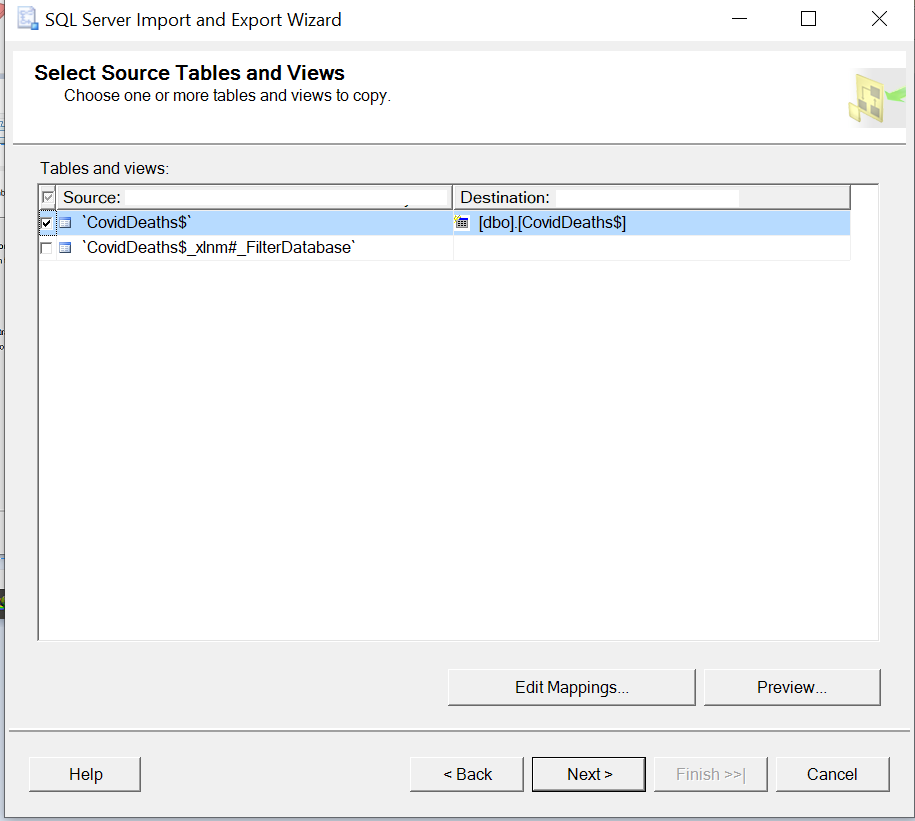 SQL Server Import and Export Wizard
Select Source Tables and Views
Choose one or more tables and views to copy.
Tables and views:
Source: Destination:
`CovidDeaths$` [dbo].[CovidDeaths$]
`CovidDeaths$_xlnm#_FilterDatabase`
Edit Mappings... Preview...
Help < Back Next > Finish >>| Cancel